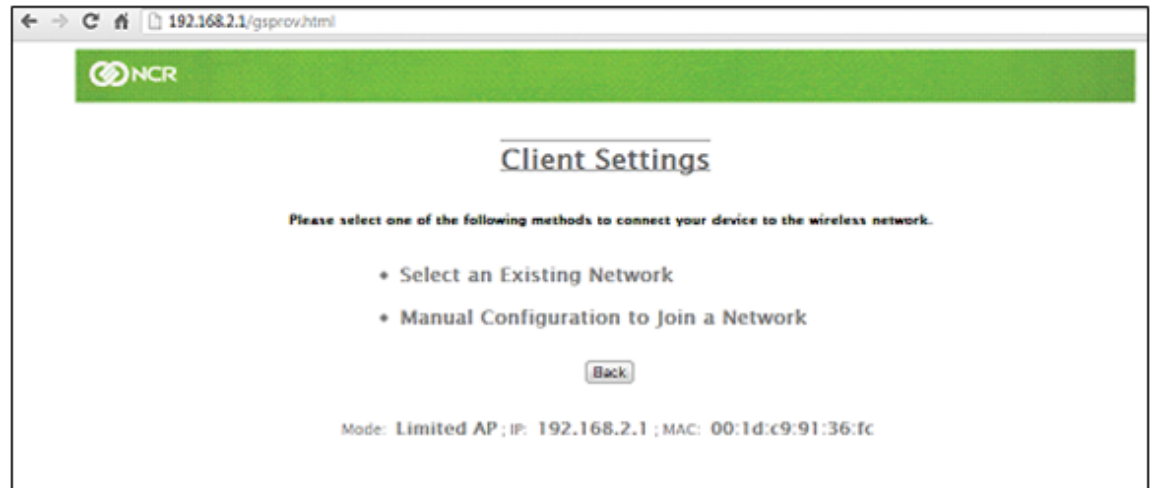 192.168.2.1/gsprov.html
NCR
Client Settings
Please select one of the following methods to connect your device to the wireless network.
• Select an Existing Network
• Manual Configuration to Join a Network
Back
Mode: Limited AP ; IP: 192.168.2.1 ; MAC: 00:1d:c9:91:36:fc